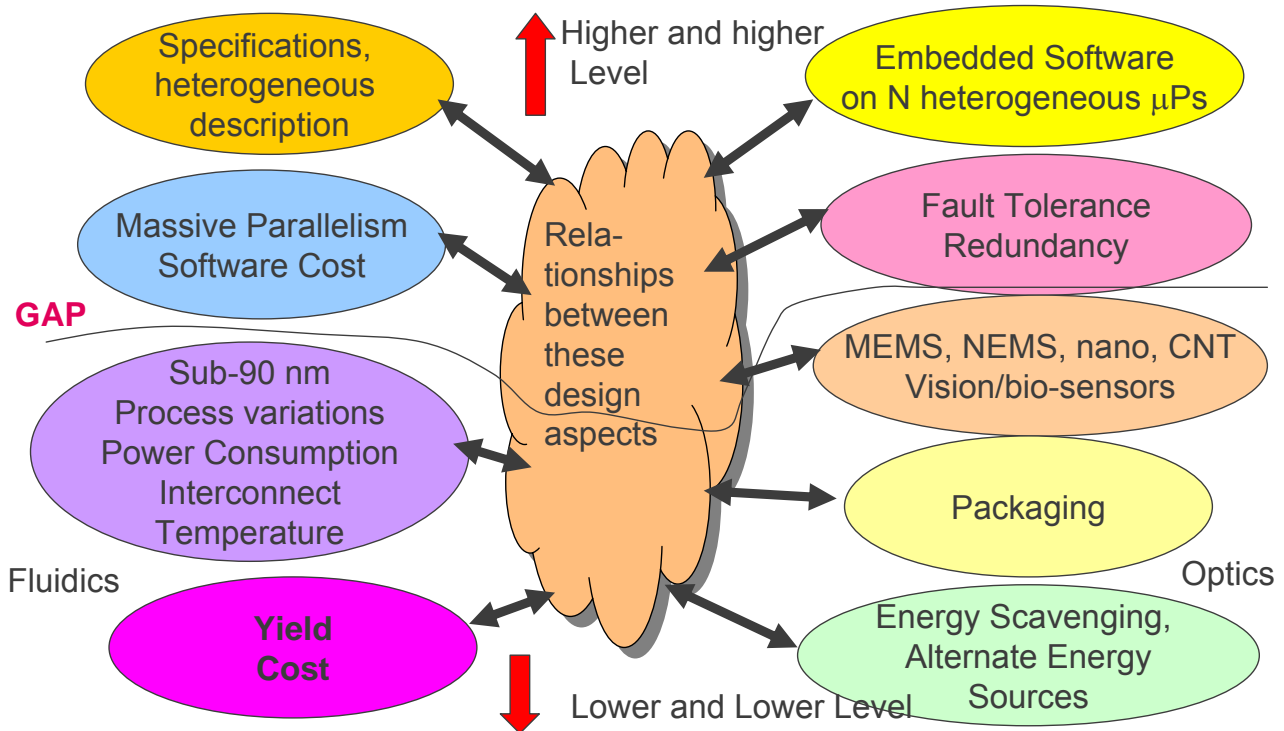 Specifications,
heterogeneous
description
Higher and higher
Level
Embedded Software
on N heterogeneous μPs
Massive Parallelism
Software Cost
Fault Tolerance
Redundancy
Rela-
tionships
between
these
design
aspects
GAP
MEMS, NEMS, nano, CNT
Vision/bio-sensors
Sub-90 nm
Process variations
Power Consumption
Interconnect
Temperature
Packaging
Fluidics
Optics
Yield
Cost
Energy Scavenging,
Alternate Energy
Sources
Lower and Lower Level